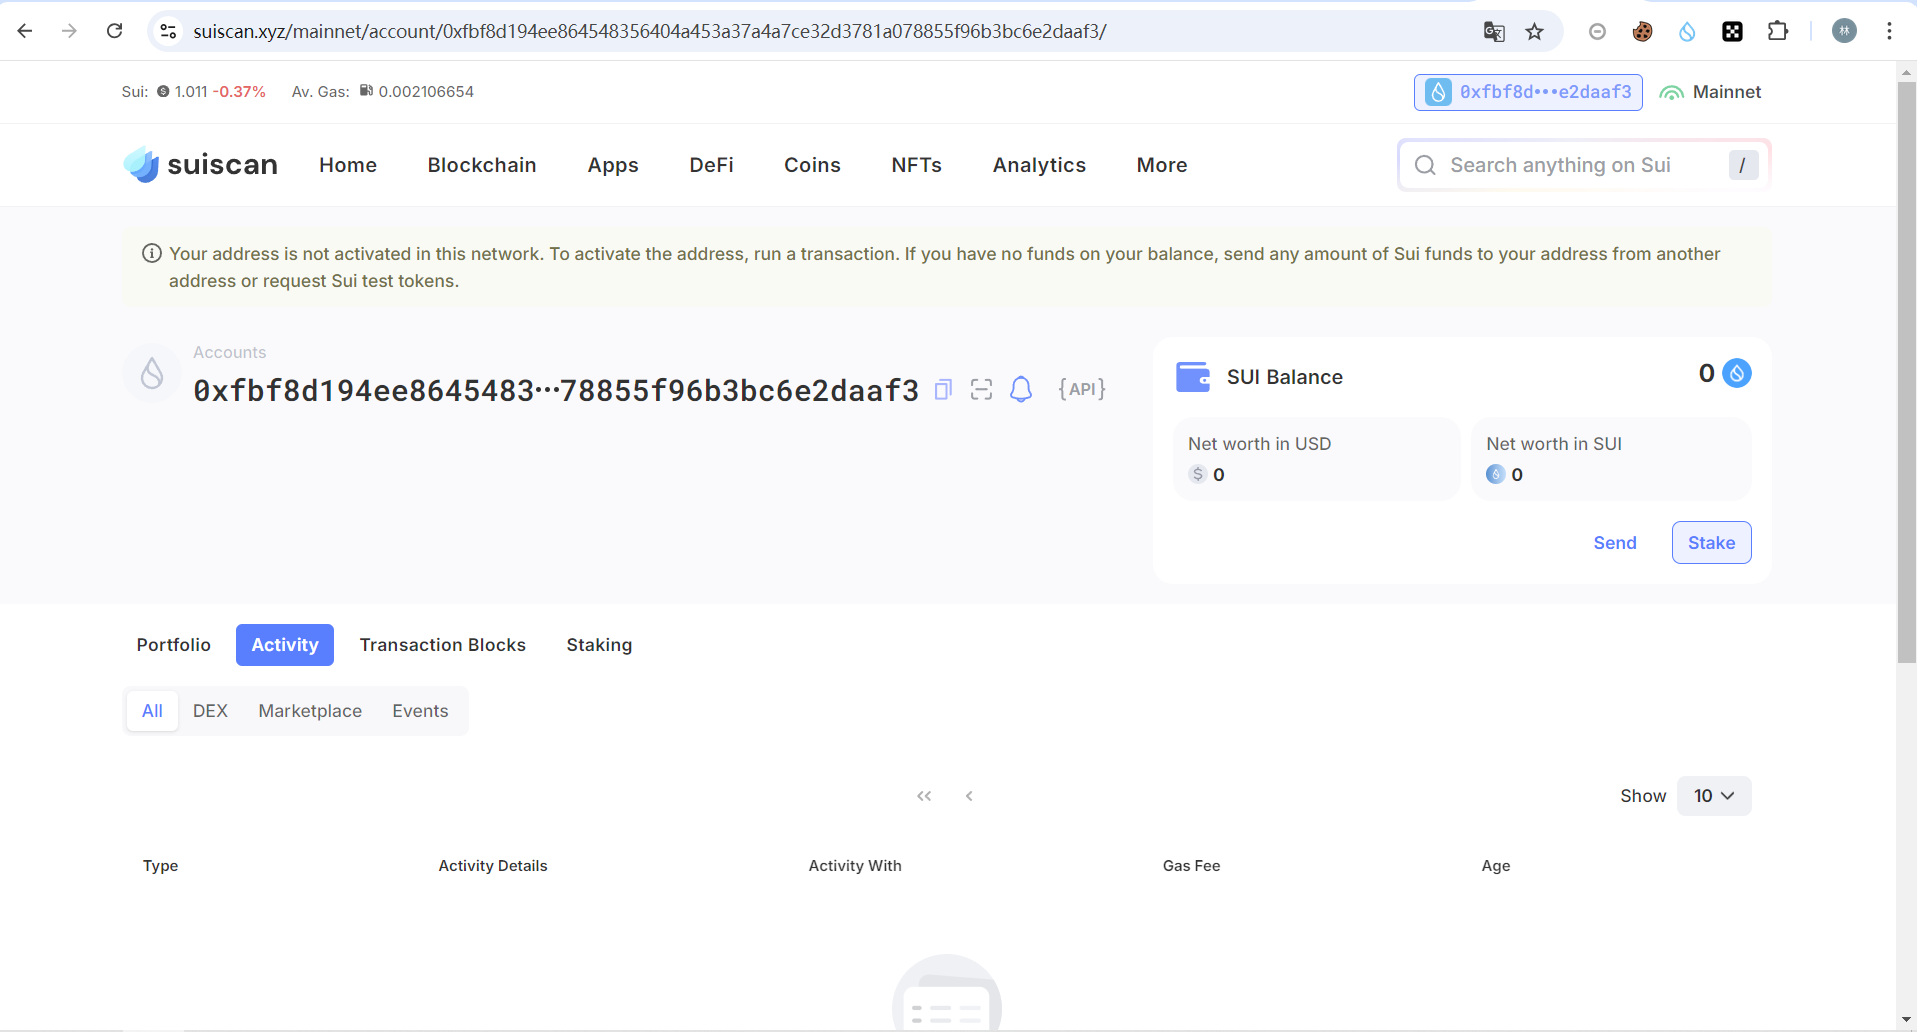 suiscan.xyz/mainnet/account/0xfbf8d194ee864548356404a453a37a4a7ce32d3781a078855f96b3bc6e2daaf3/
林
Sui: 1.011 -0.37% Av. Gas: 0.002106654
0xfbf8d•••e2daaf3 Mainnet
suiscan Home Blockchain Apps DeFi Coins NFTs Analytics More
Search anything on Sui /
Your address is not activated in this network. To activate the address, run a transaction. If you have no funds on your balance, send any amount of Sui funds to your address from another
address or request Sui test tokens.
Accounts
0xfbf8d194ee8645483···78855f96b3bc6e2daaf3 {API}
SUI Balance 0
Net worth in USD
$ 0
Net worth in SUI
0
Send Stake
Portfolio Activity Transaction Blocks Staking
All DEX Marketplace Events
Show 10
Type Activity Details Activity With Gas Fee Age